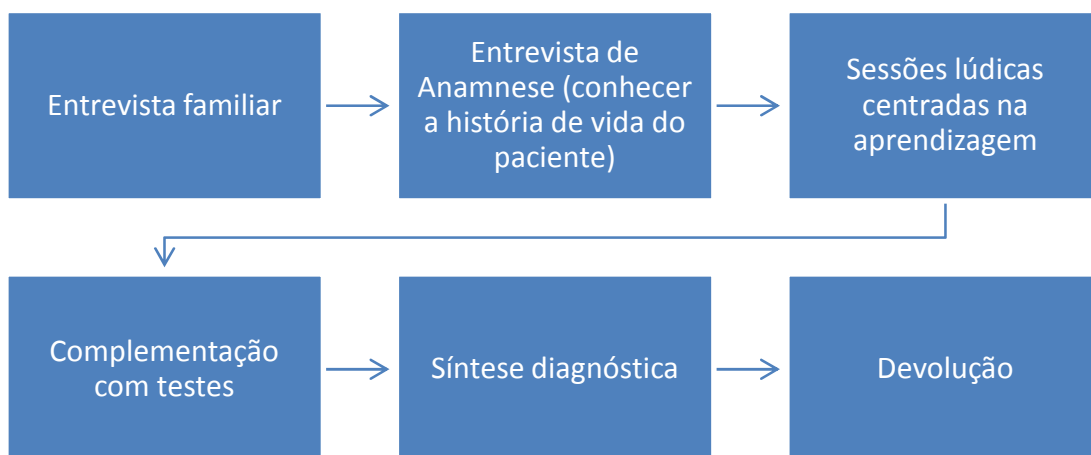 Entrevista familiar
Entrevista de
Anamnese (conhecer
a história de vida do
paciente)
Sessões lúdicas
centradas na
aprendizagem
Complementação
com testes
Síntese diagnóstica
Devolução